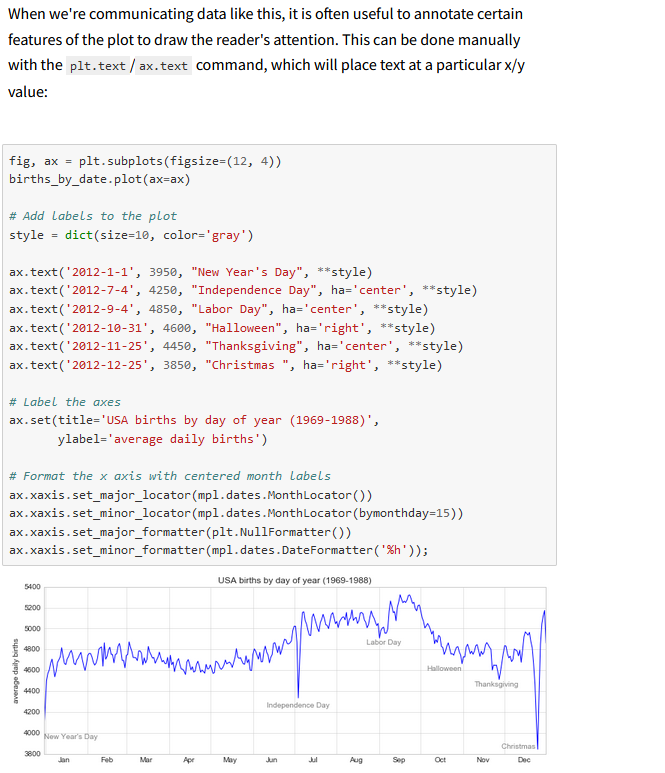 When we're communicating data like this, it is often useful to annotate certain
features of the plot to draw the reader's attention. This can be done manually
with the plt.text / ax.text command, which will place text at a particular x/y
value:
fig, ax = plt.subplots(figsize=(12, 4))
births_by_date.plot(ax=ax)
# Add labels to the plot
style = dict(size=10, color='gray')
ax.text('2012-1-1', 3950, "New Year's Day", **style)
ax.text('2012-7-4', 4250, "Independence Day", ha='center', **style)
ax.text('2012-9-4', 4850, "Labor Day", ha='center', **style)
ax.text('2012-10-31', 4600, "Halloween", ha='right', **style)
ax.text('2012-11-25', 4450, "Thanksgiving", ha='center', **style)
ax.text('2012-12-25', 3850, "Christmas ", ha='right', **style)
# Label the axes
ax.set(title='USA births by day of year (1969-1988)',
ylabel='average daily births')
# Format the x axis with centered month labels
ax.xaxis.set_major_locator(mpl.dates.MonthLocator())
ax.xaxis.set_minor_locator(mpl.dates.MonthLocator(bymonthday=15))
ax.xaxis.set_major_formatter(plt.NullFormatter())
ax.xaxis.set_minor_formatter(mpl.dates.DateFormatter('%h'));
USA births by day of year (1969-1988)
average daily births
5400
5200
5000
4800
4600
4400
4200
4000
3800
Labor Day
Halloween
Thanksgiving
Independence Day
New Year's Day
Christmas
Jan Feb Mar Apr May Jun Jul Aug Sep Oct Nov Dec